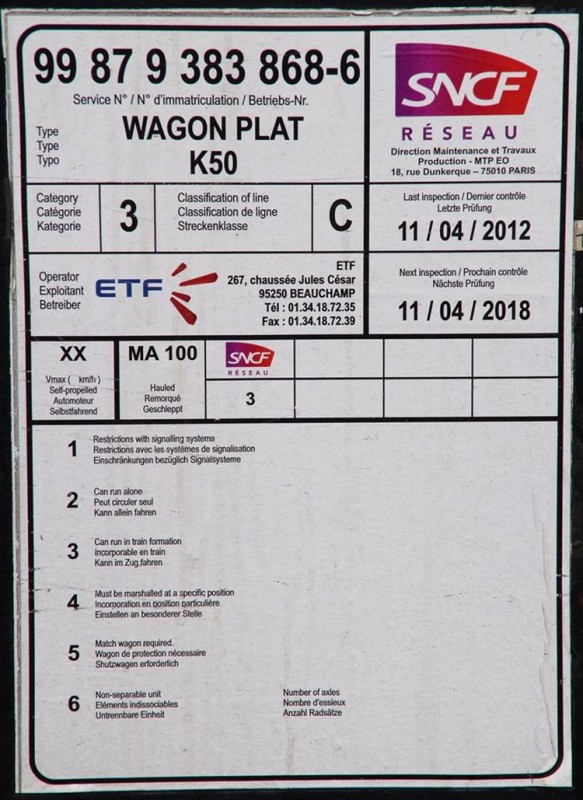 99 87 9 383 868-6
Service N° / N° d'immatriculation / Betriebs-Nr.
Type
Type
Typo
WAGON PLAT
K50
SNCF
RÉSEAU
Direction Maintenance et Travaux
Production - MTP EO
18, rue Dunkerque – 75010 PARIS
Category
Catégorie
Kategorie
3
Classification of line
Classification de ligne
Streckenklasse
C
Last inspection / Dernier contrôle
Letzte Prüfung
11 / 04 / 2012
Operator
Exploitant
Betreiber
ETF
ETF
267, chaussée Jules César
95250 BEAUCHAMP
Tél : 01.34.18.72.35
Fax : 01.34.18.72.39
Next inspection / Prochain contrôle
Nächste Prüfung
11 / 04 / 2018
XX
Vmax ( km/h )
Self-propelled
Automoteur
Selbstfahrend
MA 100
Hauled
Remorqué
Geschleppt
SNCF
RÉSEAU
3
1
Restrictions with signalling systems
Restrictions avec les systèmes de signalisation
Einschränkungen bezüglich Signalsysteme
2
Can run alone
Peut circuler seul
Kann allein fahren
3
Can run in train formation
Incorporable en train
Kann im Zug fahren
4
Must be marshalled at a specific position
Incorporation en position particulière
Einstellen an besonderer Stelle
5
Match wagon required.
Wagon de protection nécessaire
Shutzwagen erforderlich
6
Non-separable unit
Eléments indissociables
Untrennbare Einheit
Number of axles
Nombre d'essieux
Anzahl Radsätze